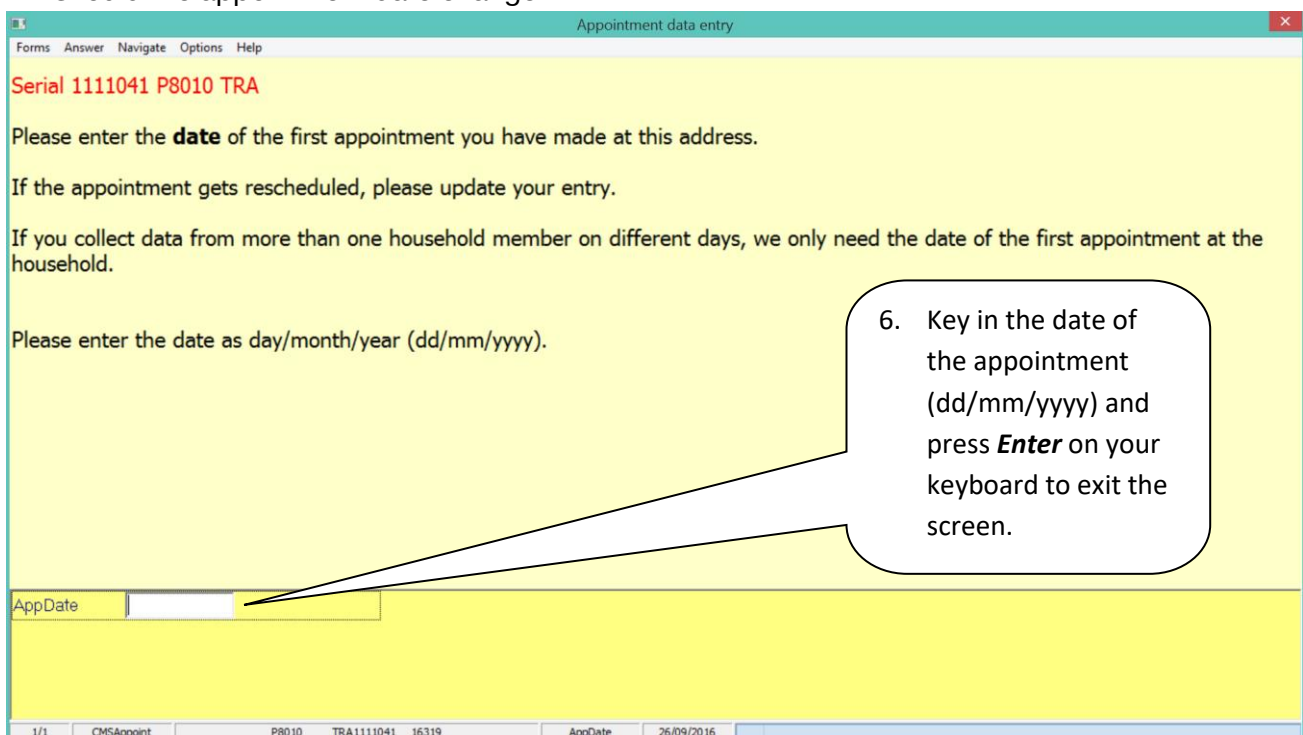 Appointment data entry
Forms Answer Navigate Options Help
Serial 1111041 P8010 TRA
Please enter the date of the first appointment you have made at this address.
If the appointment gets rescheduled, please update your entry.
If you collect data from more than one household member on different days, we only need the date of the first appointment at the
household.
Please enter the date as day/month/year (dd/mm/yyyy).
6. Key in the date of
the appointment
(dd/mm/yyyy) and
press Enter on your
keyboard to exit the
screen.
AppDate
1/1 CMSAppoint P8010 TRA1111041 16319 AppDate 26/09/2016